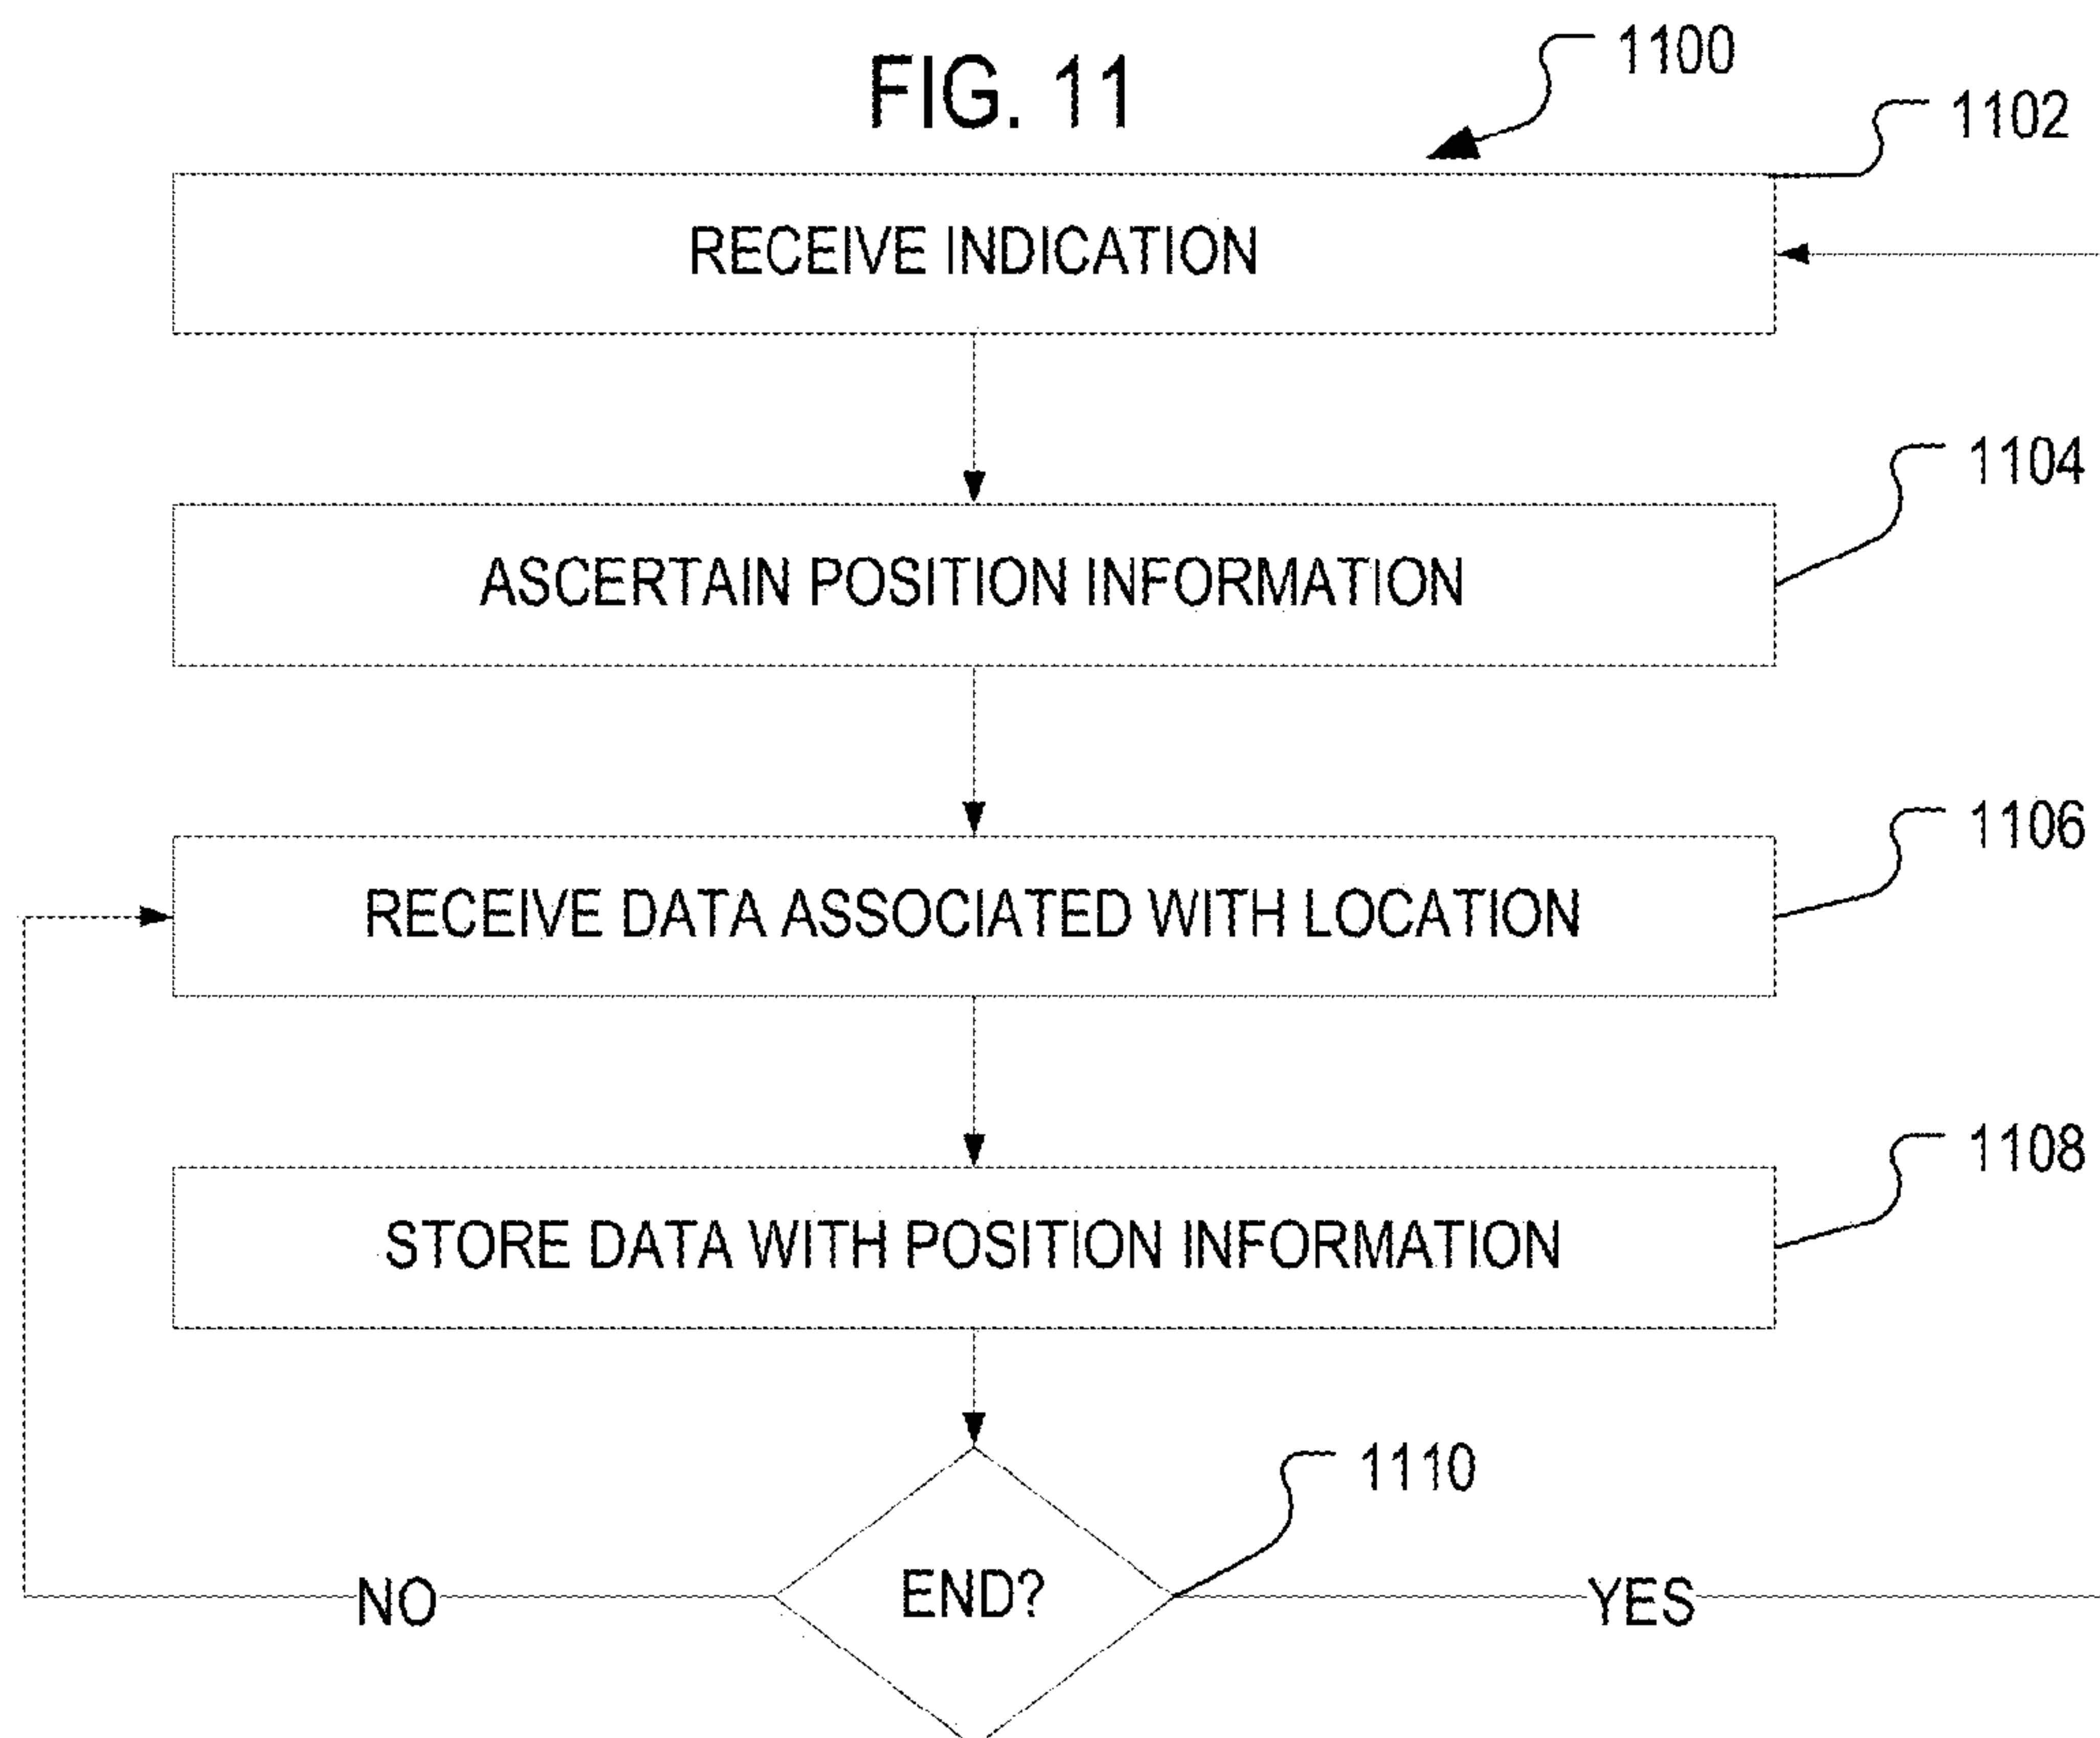 FIG. 11
1100
1102
RECEIVE INDICATION
1104
ASCERTAIN POSITION INFORMATION
1106
RECEIVE DATA ASSOCIATED WITH LOCATION
1108
STORE DATA WITH POSITION INFORMATION
1110
END?
NO
YES